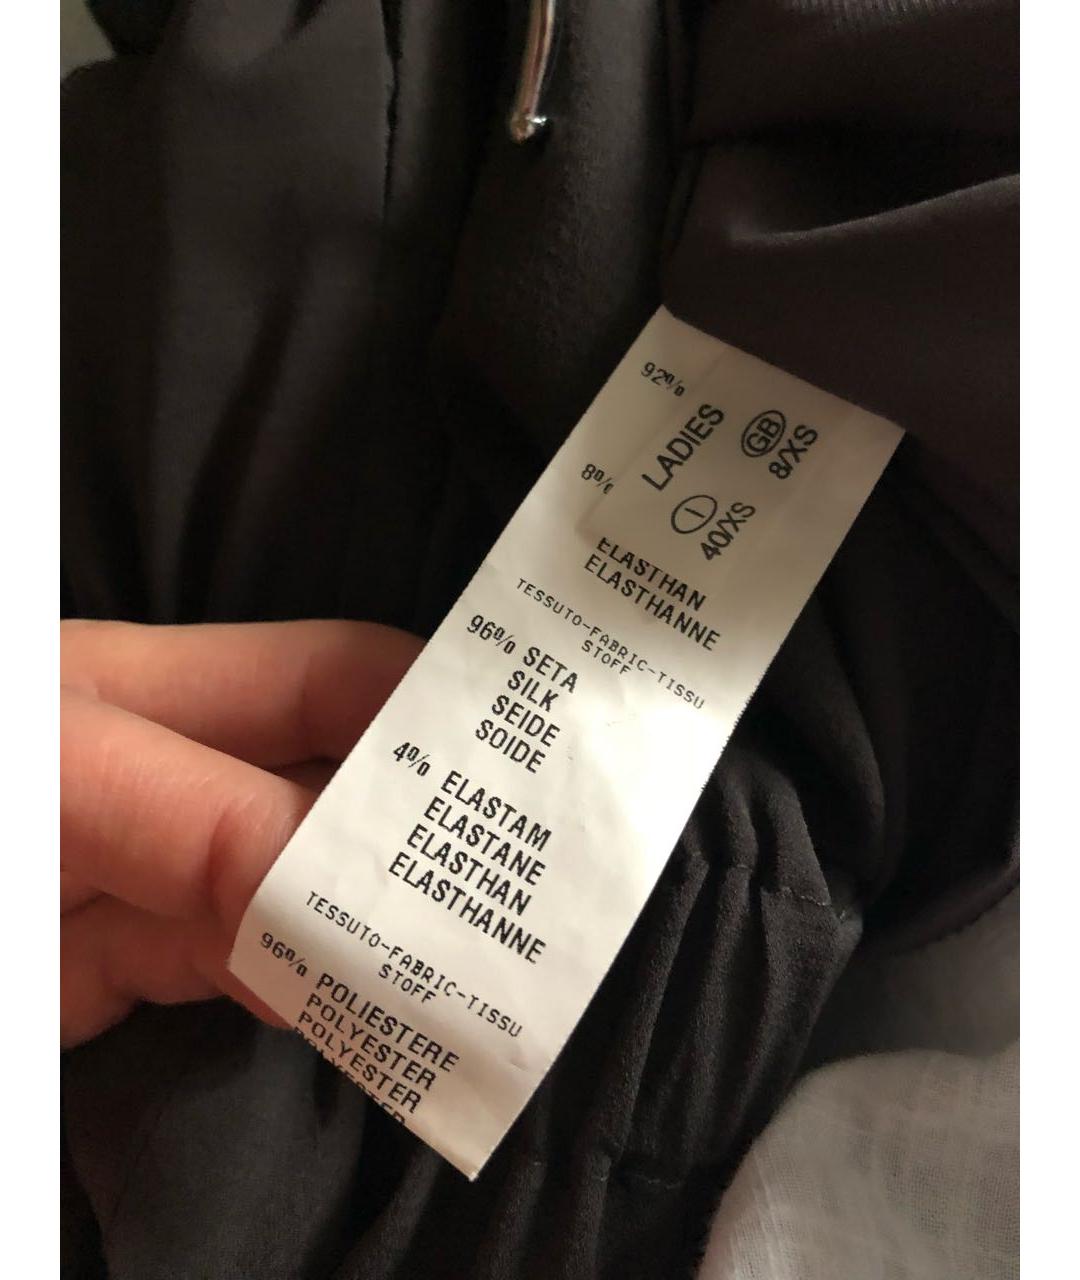 92%
LADIES
GB
8/XS
8%
I
40/XS
ELASTHAN
ELASTHANNE
TESSUTO-FABRIC-TISSU
STOFF
96% SETA
SILK
SEIDE
SOIDE
4% ELASTAM
ELASTANE
ELASTHAN
ELASTHANNE
TESSUTO-FABRIC-TISSU
STOFF
96% POLIESTERE
POLYESTER
POLYESTER